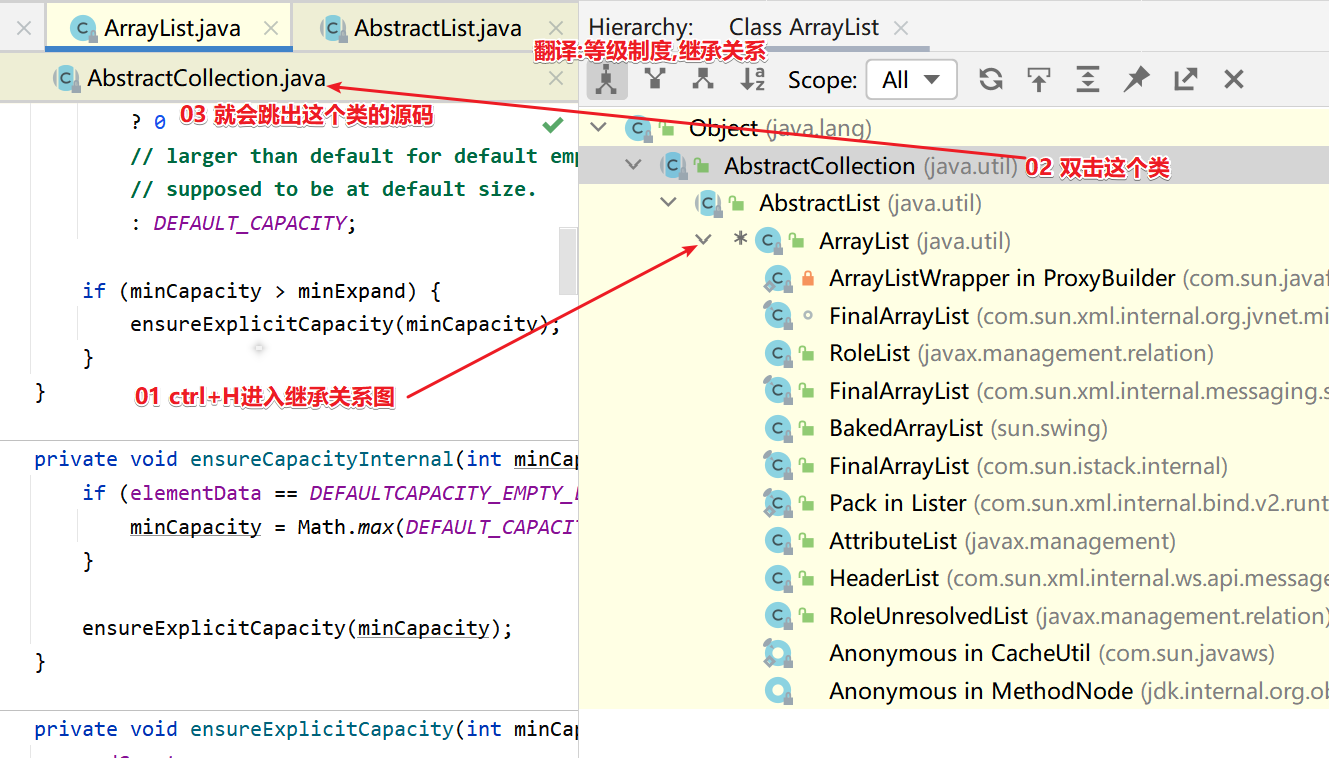 ArrayList.java
AbstractList.java
AbstractCollection.java
03 就会跳出这个类的源码
? 0
// larger than default for default em
// supposed to be at default size.
: DEFAULT_CAPACITY;
if (minCapacity > minExpand) {
ensureExplicitCapacity(minCapacity);
}
01 ctrl+H进入继承关系图
}
private void ensureCapacityInternal(int minCa
if (elementData == DEFAULTCAPACITY_EMPTY_
minCapacity = Math.max(DEFAULT_CAPACI
}
ensureExplicitCapacity(minCapacity);
}
private void ensureExplicitCapacity(int minCa
Hierarchy: Class ArrayList
翻译:等级制度,继承关系
Scope: All
Object (java.lang)
AbstractCollection (java.util) 02 双击这个类
AbstractList (java.util)
* ArrayList (java.util)
ArrayListWrapper in ProxyBuilder (com.sun.javaf
FinalArrayList (com.sun.xml.internal.org.jvnet.mi
RoleList (javax.management.relation)
FinalArrayList (com.sun.xml.internal.messaging.s
BakedArrayList (sun.swing)
FinalArrayList (com.sun.istack.internal)
Pack in Lister (com.sun.xml.internal.bind.v2.runt
AttributeList (javax.management)
HeaderList (com.sun.xml.internal.ws.api.message
RoleUnresolvedList (javax.management.relation)
Anonymous in CacheUtil (com.sun.javaws)
Anonymous in MethodNode (jdk.internal.org.ob